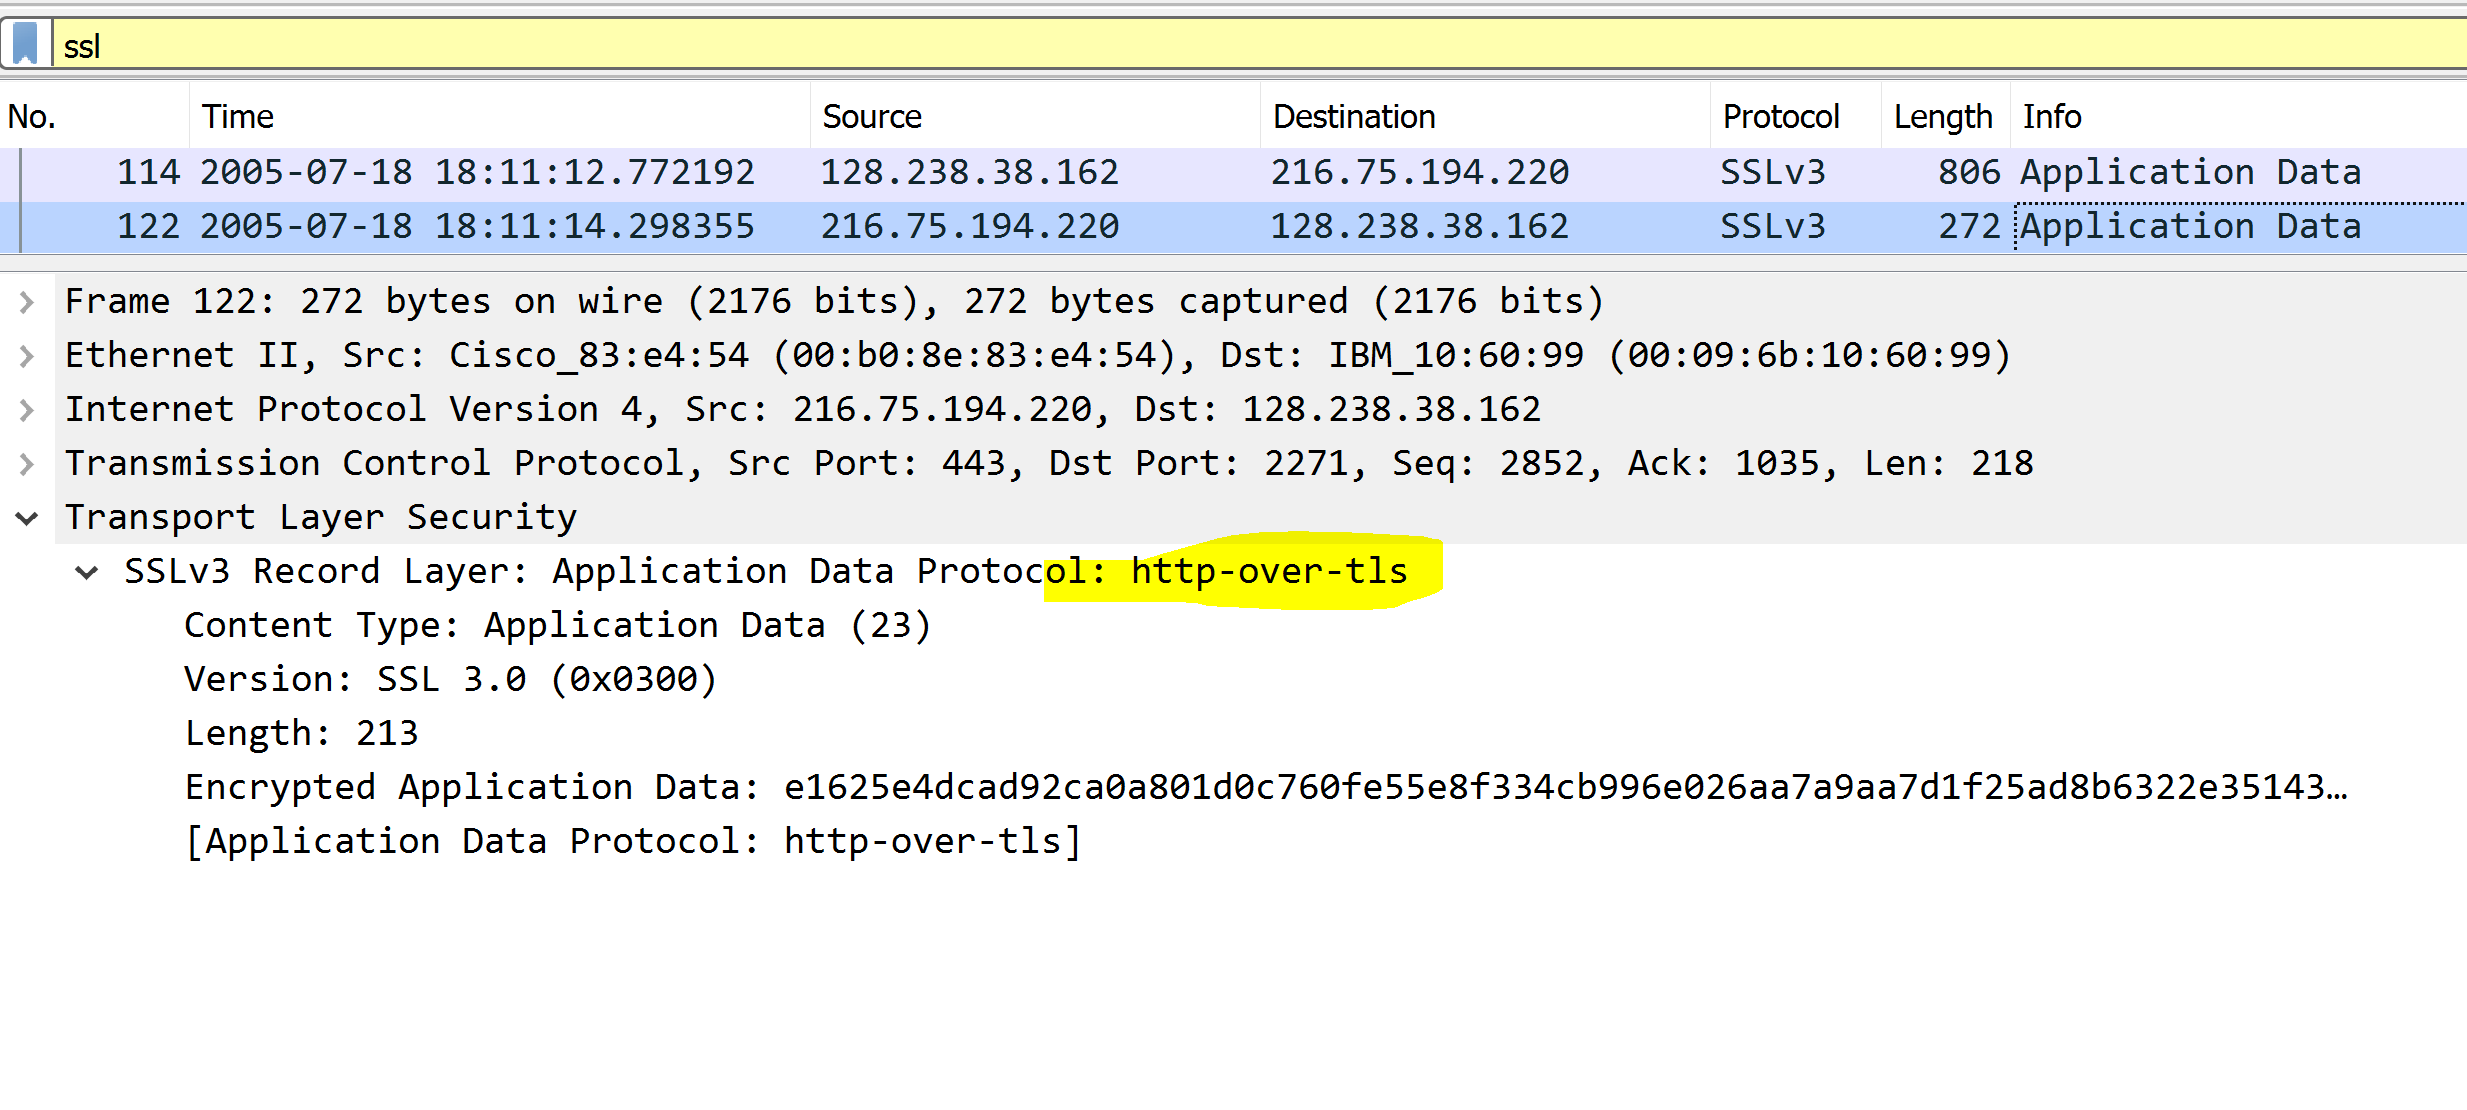 ssl
No. Time Source Destination Protocol Length Info
114 2005-07-18 18:11:12.772192 128.238.38.162 216.75.194.220 SSLv3 806 Application Data
122 2005-07-18 18:11:14.298355 216.75.194.220 128.238.38.162 SSLv3 272 Application Data
Frame 122: 272 bytes on wire (2176 bits), 272 bytes captured (2176 bits)
Ethernet II, Src: Cisco_83:e4:54 (00:b0:8e:83:e4:54), Dst: IBM_10:60:99 (00:09:6b:10:60:99)
Internet Protocol Version 4, Src: 216.75.194.220, Dst: 128.238.38.162
Transmission Control Protocol, Src Port: 443, Dst Port: 2271, Seq: 2852, Ack: 1035, Len: 218
Transport Layer Security
SSLv3 Record Layer: Application Data Protocol: http-over-tls
Content Type: Application Data (23)
Version: SSL 3.0 (0x0300)
Length: 213
Encrypted Application Data: e1625e4dcad92ca0a801d0c760fe55e8f334cb996e026aa7a9aa7d1f25ad8b6322e35143…
[Application Data Protocol: http-over-tls]